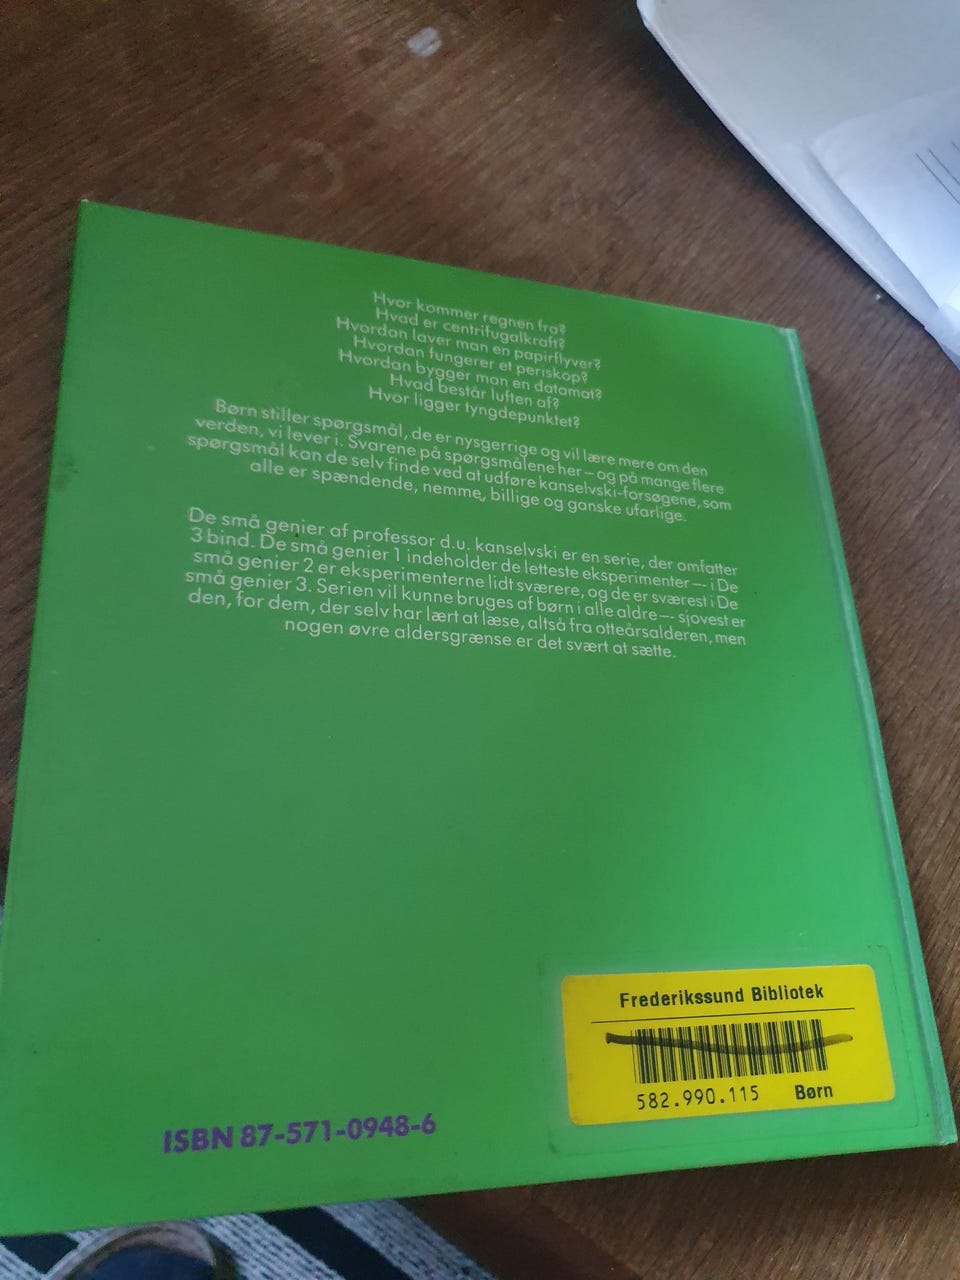 Hvor kommer regnen fra?
Hvad er centrifugalkraft?
Hvordan laver man en papirflyver?
Hvordan fungerer et periskop?
Hvordan bygger man en datamat?
Hvad består luften af?
Hvor ligger tyngdepunktet?
Børn stiller spørgsmål, de er nysgerrige og vil lære mere om den
verden, vi lever i. Svarene på spørgsmålene her – og på mange flere
spørgsmål kan de selv finde ved at udføre kanselvski-forsøgene, som
alle er spændende, nemme, billige og ganske ufarlige.
De små genier af professor d.u. kanselvski er en serie, der omfatter
3 bind. De små genier 1 indeholder de letteste eksperimenter –- i De
små genier 2 er eksperimenterne lidt sværere, og de er sværest i De
små genier 3. Serien vil kunne bruges af børn i alle aldre –- sjovest er
den, for dem, der selv har lært at læse, altså fra otteårsalderen, men
nogen øvre aldersgrænse er det svært at sætte.
Frederikssund Bibliotek
582.990.115 Børn
ISBN 87-571-0948-6